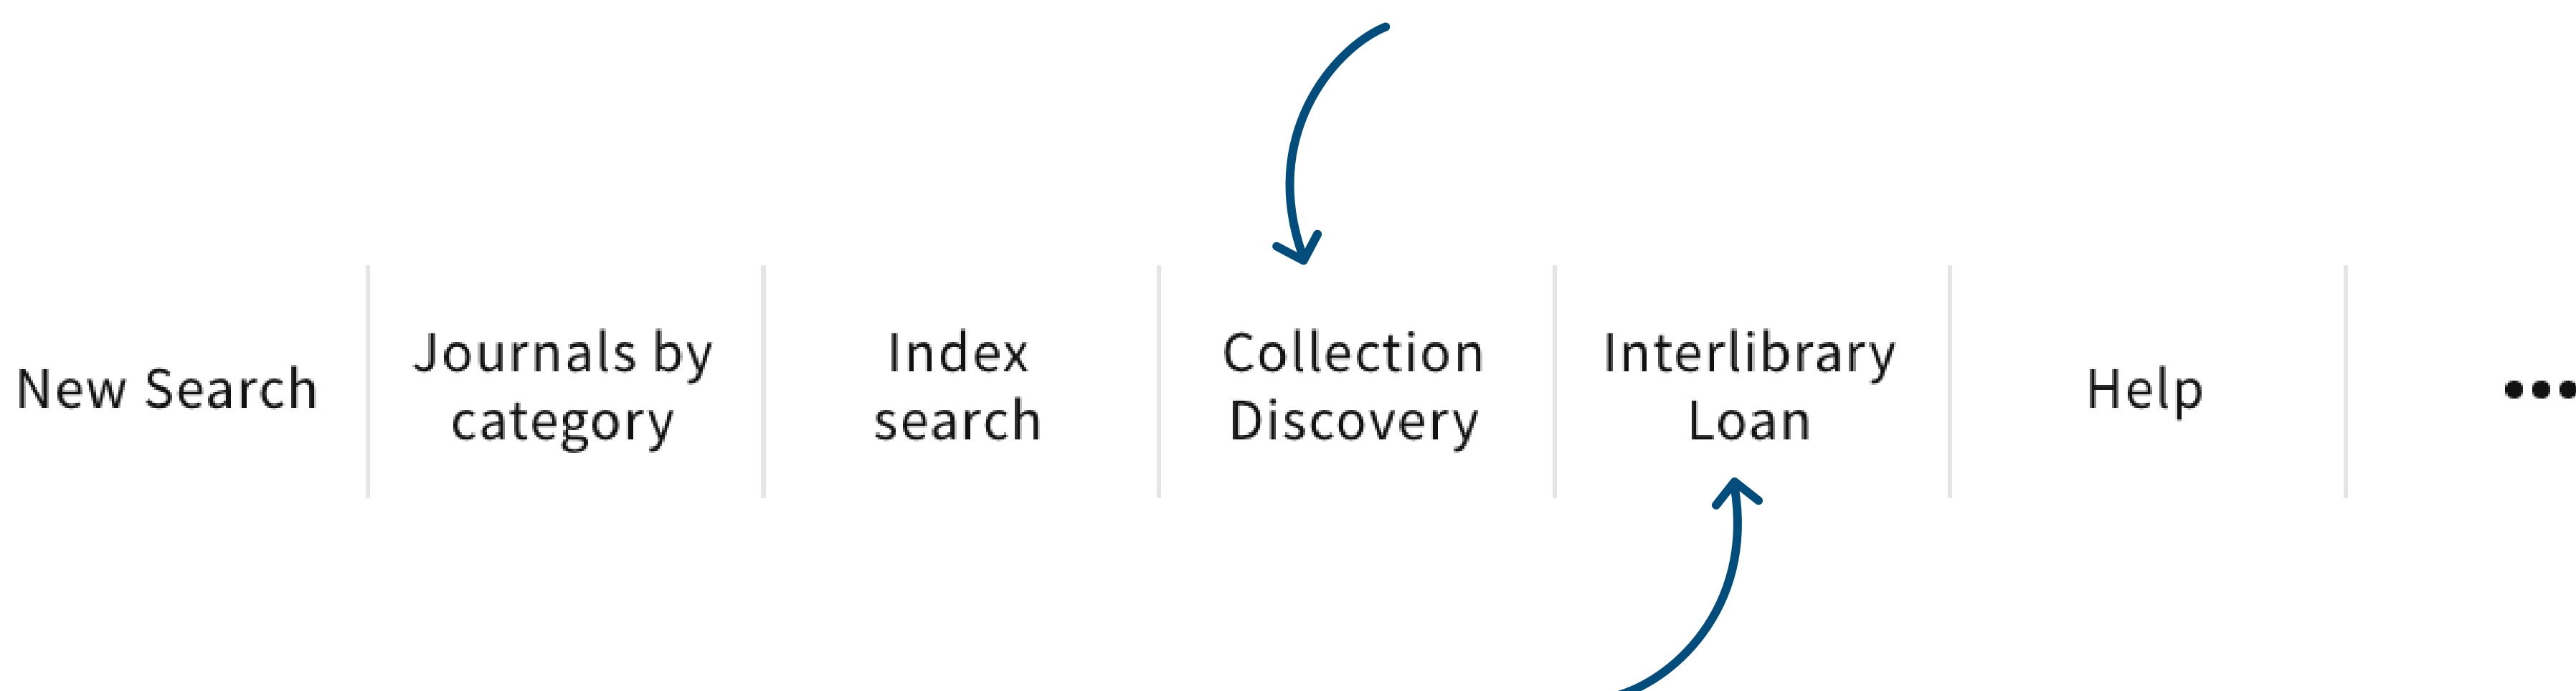 New Search
Journals by
category
Index
search
Collection
Discovery
Interlibrary
Loan
Help
•••